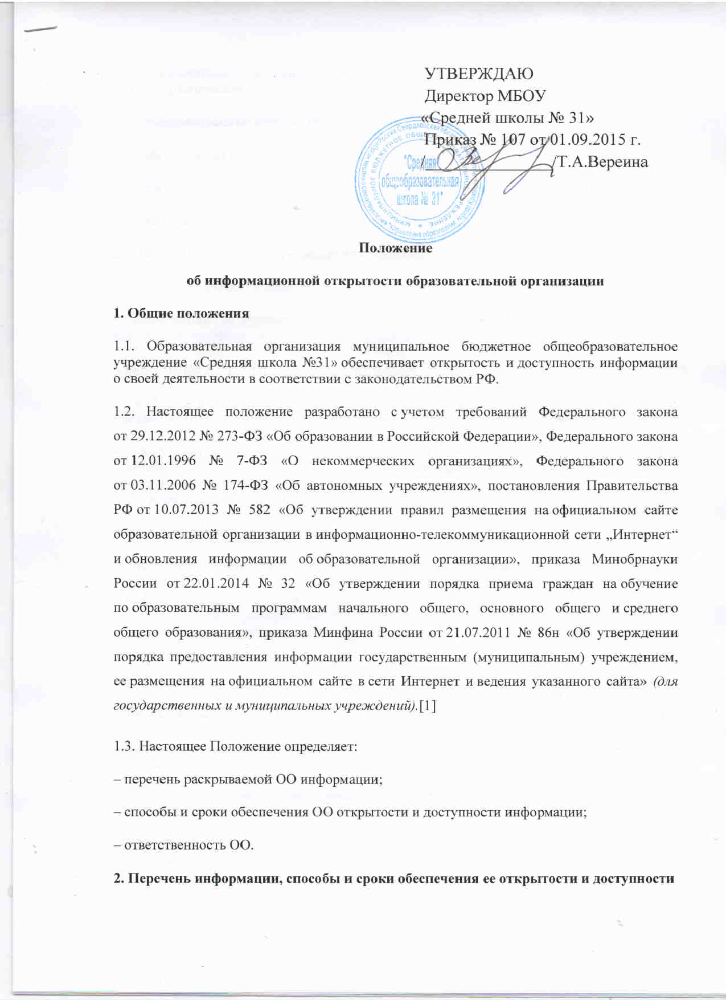 УТВЕРЖДАЮ
Директор МБОУ
«Средней школы № 31»
Приказ № 107 от 01.09.2015 г.
/_______________/Т.А.Вереина
"Средняя
общеобразовательная
школа № 31"
Положение
об информационной открытости образовательной организации
1. Общие положения
1.1. Образовательная организация муниципальное бюджетное общеобразовательное
учреждение «Средняя школа №31» обеспечивает открытость и доступность информации
о своей деятельности в соответствии с законодательством РФ.
1.2. Настоящее положение разработано с учетом требований Федерального закона
от 29.12.2012 № 273-ФЗ «Об образовании в Российской Федерации», Федерального закона
от 12.01.1996 № 7-ФЗ «О некоммерческих организациях», Федерального закона
от 03.11.2006 № 174-ФЗ «Об автономных учреждениях», постановления Правительства
РФ от 10.07.2013 № 582 «Об утверждении правил размещения на официальном сайте
образовательной организации в информационно-телекоммуникационной сети „Интернет“
и обновления информации об образовательной организации», приказа Минобрнауки
России от 22.01.2014 № 32 «Об утверждении порядка приема граждан на обучение
по образовательным программам начального общего, основного общего и среднего
общего образования», приказа Минфина России от 21.07.2011 № 86н «Об утверждении
порядка предоставления информации государственным (муниципальным) учреждением,
ее размещения на официальном сайте в сети Интернет и ведения указанного сайта» (для
государственных и муниципальных учреждений).[1]
1.3. Настоящее Положение определяет:
– перечень раскрываемой ОО информации;
– способы и сроки обеспечения ОО открытости и доступности информации;
– ответственность ОО.
2. Перечень информации, способы и сроки обеспечения ее открытости и доступности